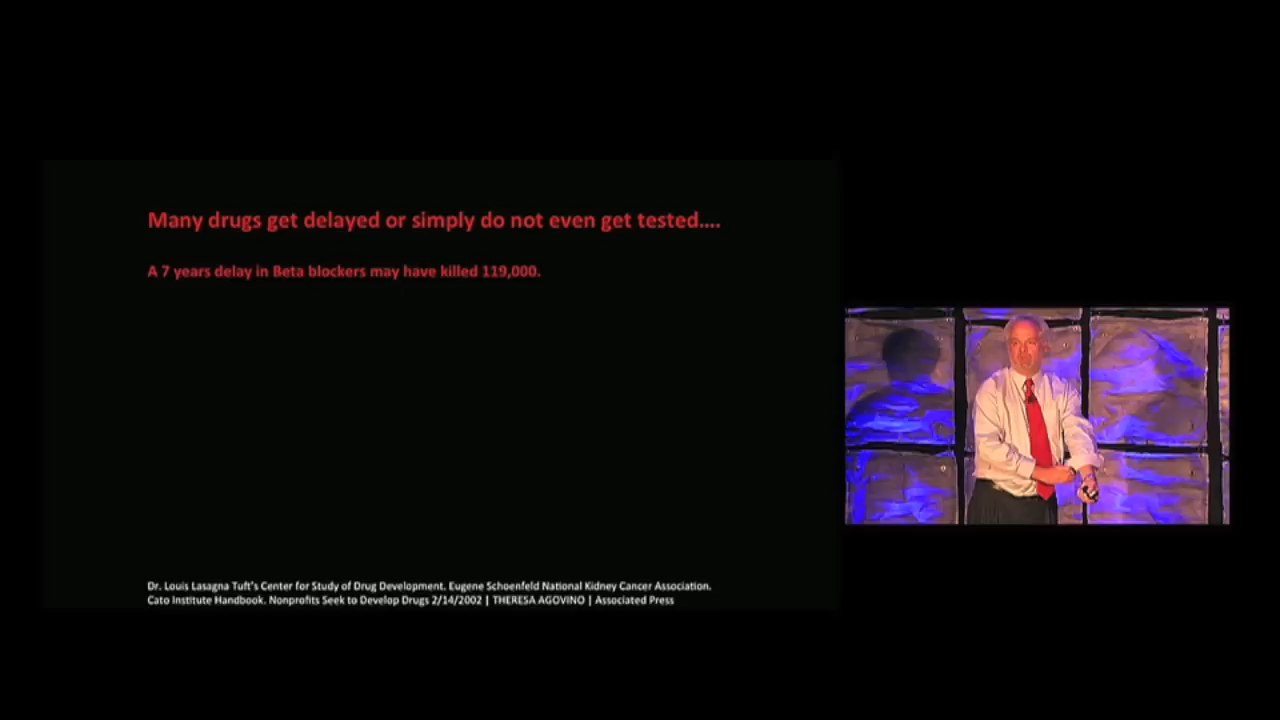 Many drugs get delayed or simply do not even get tested....
A 7 years delay in Beta blockers may have killed 119,000.
Dr. Louis Lasagna Tuft's Center for Study of Drug Development. Eugene Schoenfeld National Kidney Cancer Association.
Cato Institute Handbook. Nonprofits Seek to Develop Drugs 2/14/2002 | THERESA AGOVINO | Associated Press